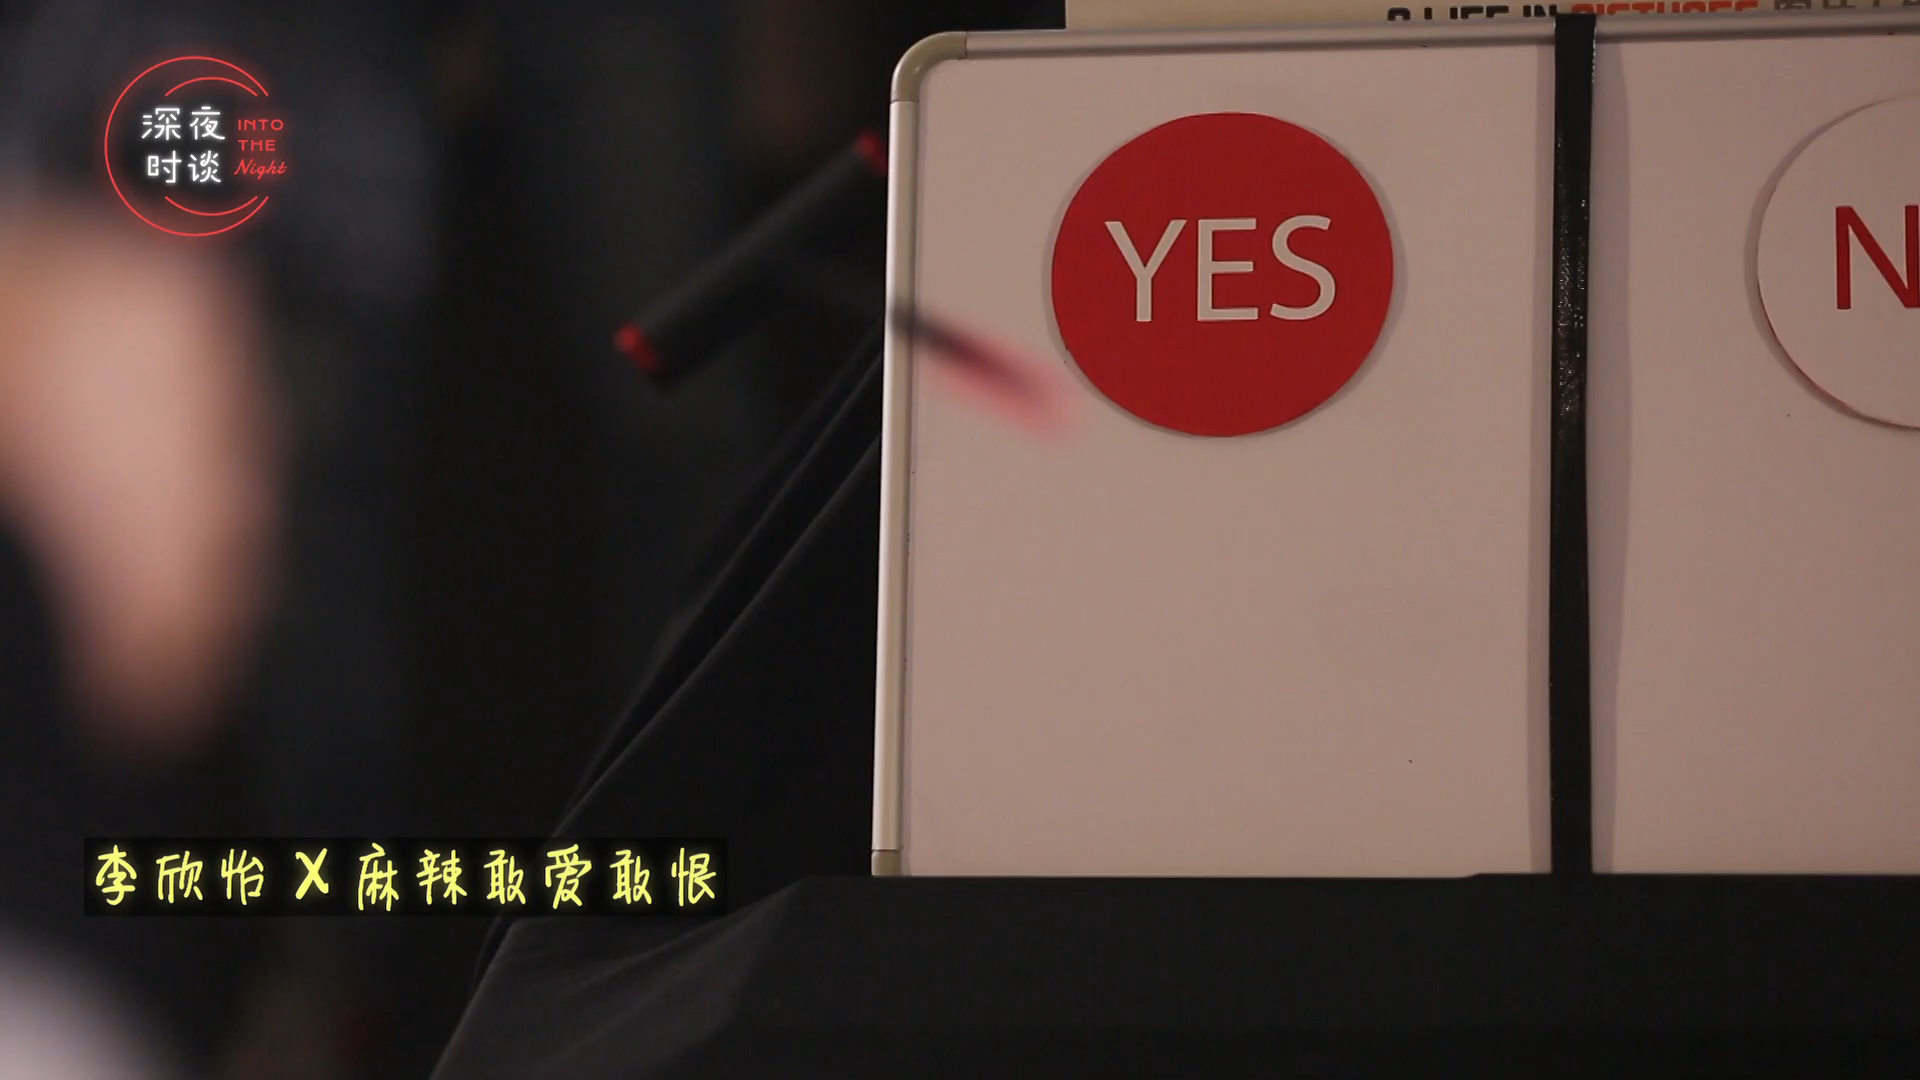 深夜
时谈
INTO
THE
Night
YES
N
李欣怡 X 麻辣敢爱敢恨